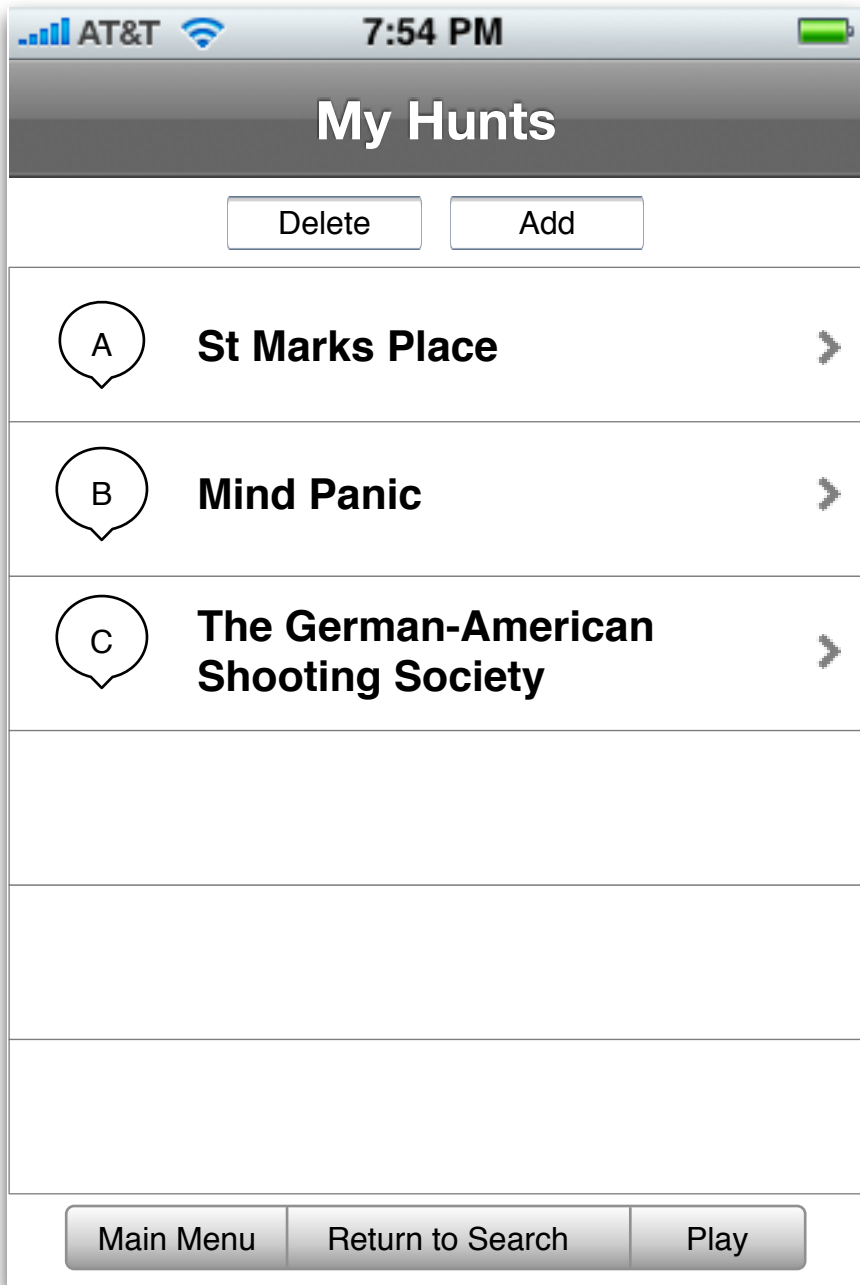 AT&T 7:54 PM
My Hunts
Delete Add
A St Marks Place
B Mind Panic
C The German-American
Shooting Society
Main Menu Return to Search Play